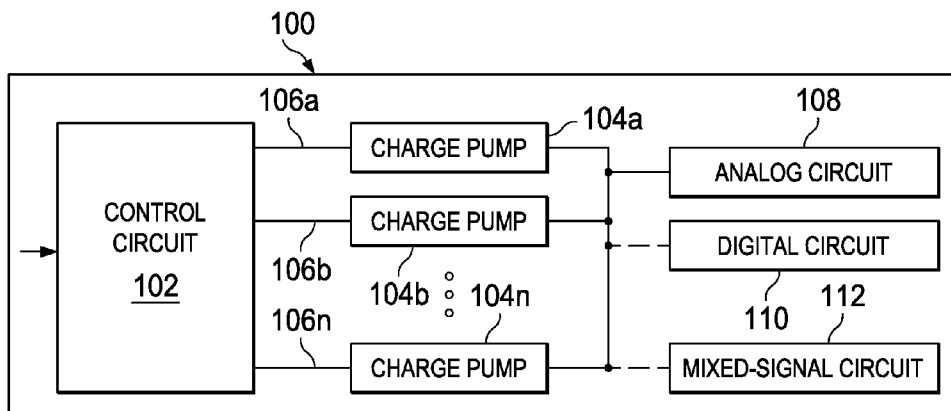 100
106a
104a
108
CHARGE PUMP
ANALOG CIRCUIT
CONTROL
CIRCUIT
102
CHARGE PUMP
DIGITAL CIRCUIT
106b
104b
104n
110
112
106n
CHARGE PUMP
MIXED-SIGNAL CIRCUIT